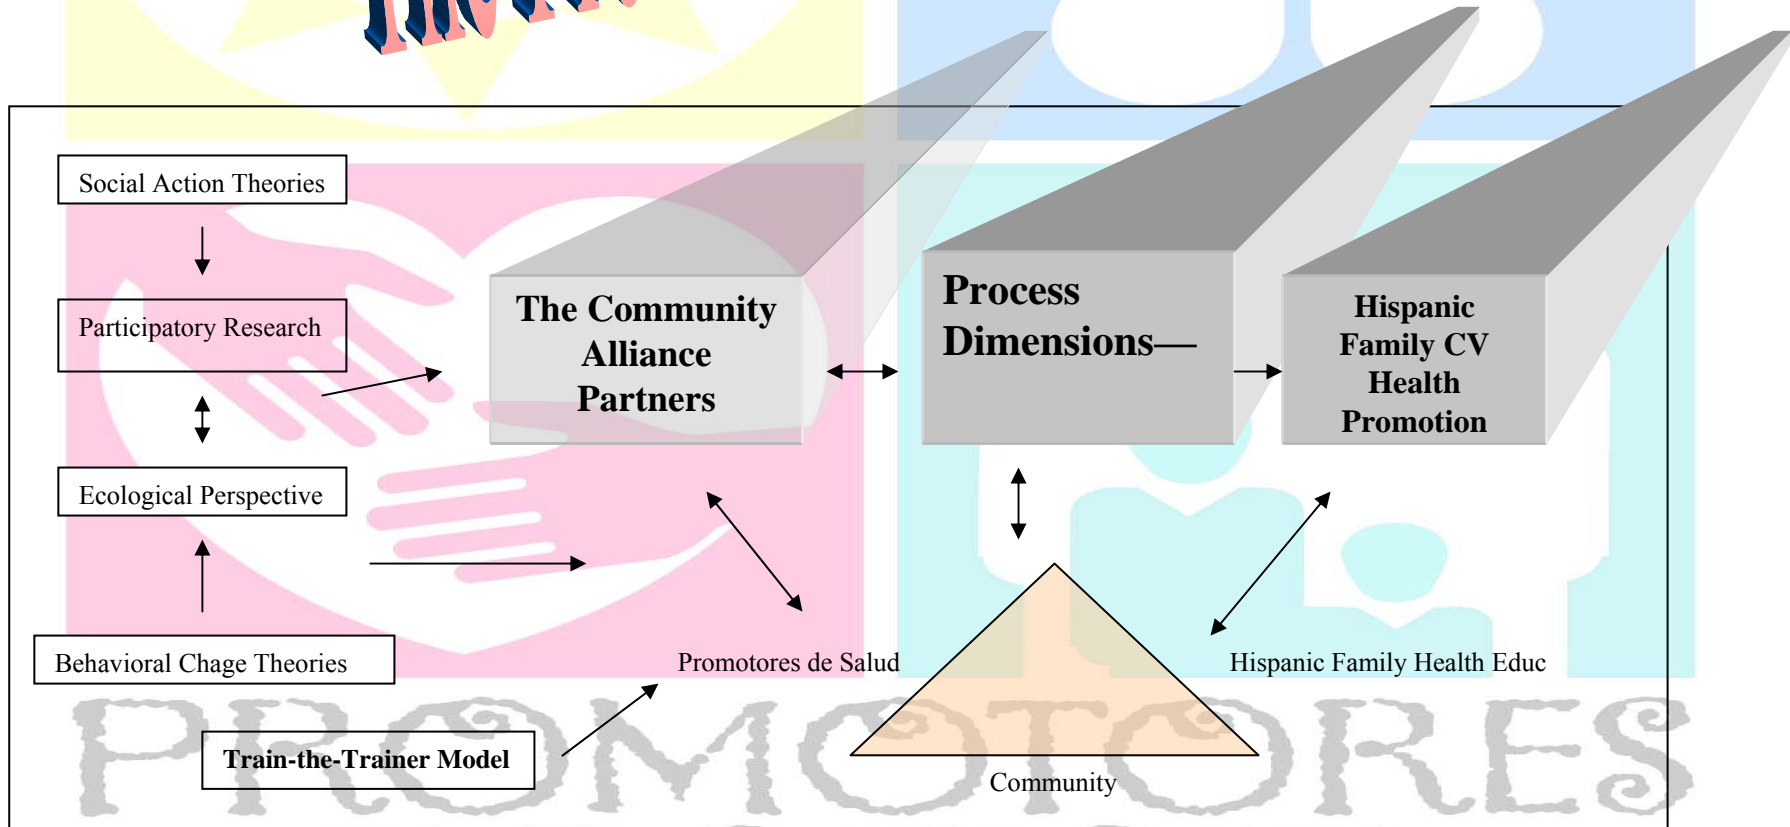 The
Social Action Theories
Participatory Research
Ecological Perspective
Behavioral Chage Theories
Train-the-Trainer Model
The Community
Alliance
Partners
Process
Dimensions—
Hispanic
Family CV
Health
Promotion
Promotores de Salud
Hispanic Family Health Educ
Community
PROMOTORES